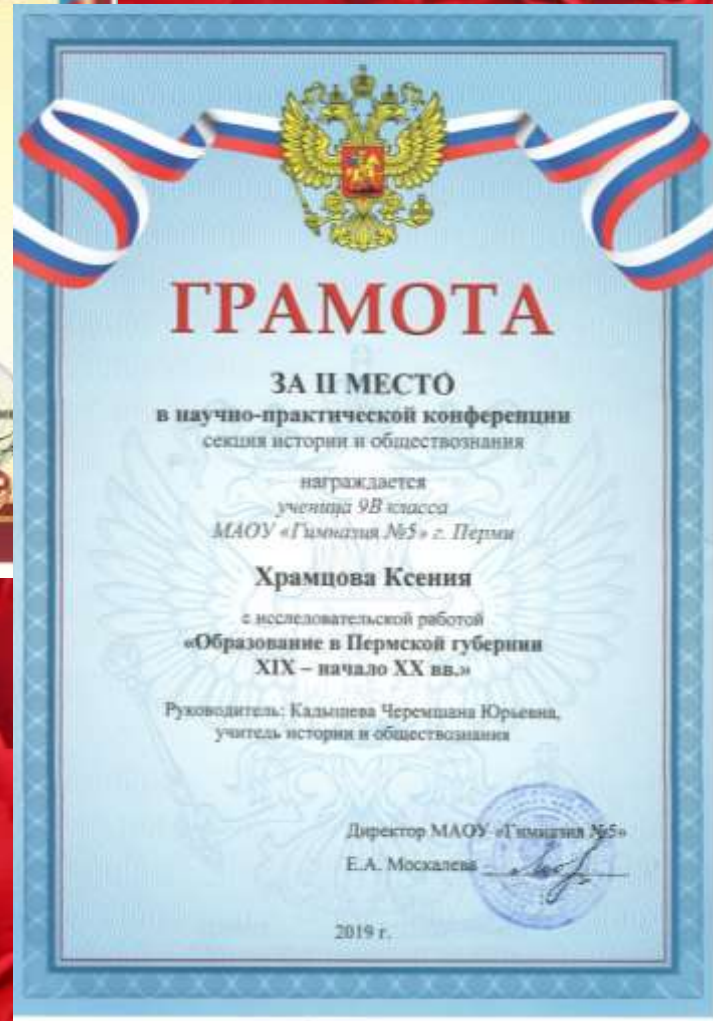 ГРАМОТА
ЗА II МЕСТО
в научно-практической конференции
секция истории и обществознания
награждается
ученица 9В класса
МАОУ «Гимназия №5» г. Перми
Храмцова Ксения
с исследовательской работой
«Образование в Пермской губернии
XIX – начало XX вв.»
Руководитель: Калышева Черемшана Юрьевна,
учитель истории и обществознания
Директор МАОУ «Гимназия №5»
Е.А. Москалева
2019 г.